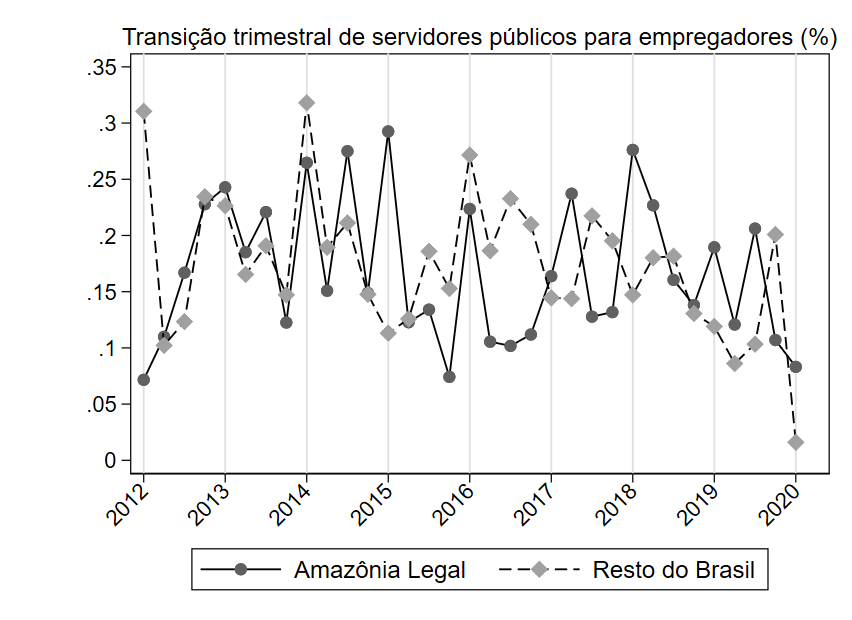 Transição trimestral de servidores públicos para empregadores (%)
.35
.3
.25
.2
.15
.1
.05
0
2012 2013 2014 2015 2016 2017 2018 2019 2020
Amazônia Legal Resto do Brasil